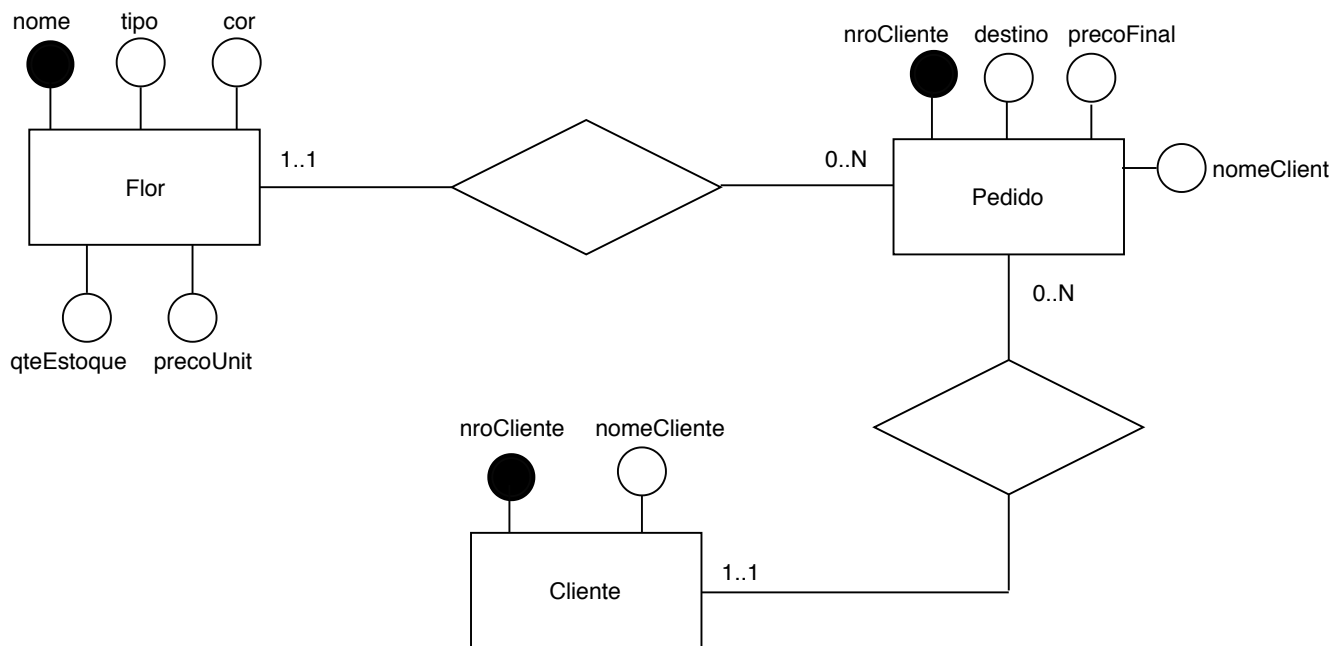 nome tipo cor
nroCliente destino precoFinal
1..1
0..N
Flor
Pedido
nomeClient
0..N
qteEstoque precoUnit
nroCliente nomeCliente
1..1
Cliente